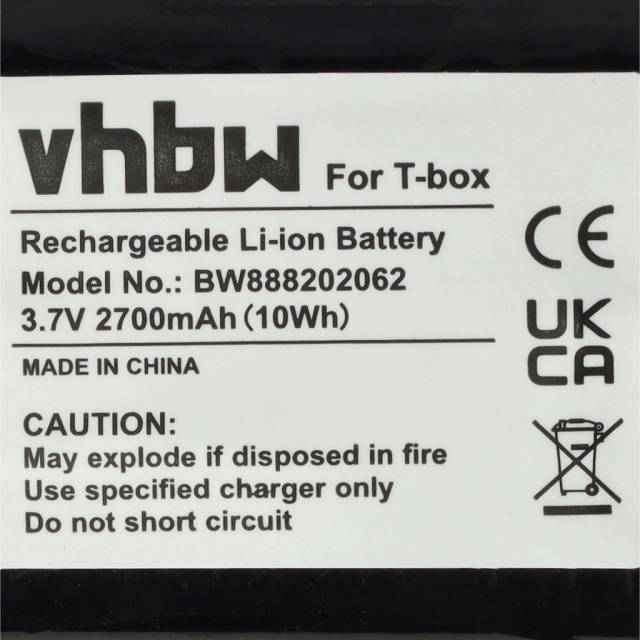 vhbw For T-box
Rechargeable Li-ion Battery
Model No.: BW888202062
3.7V 2700mAh (10Wh)
MADE IN CHINA
CAUTION:
May explode if disposed in fire
Use specified charger only
Do not short circuit
CE
UK
CA